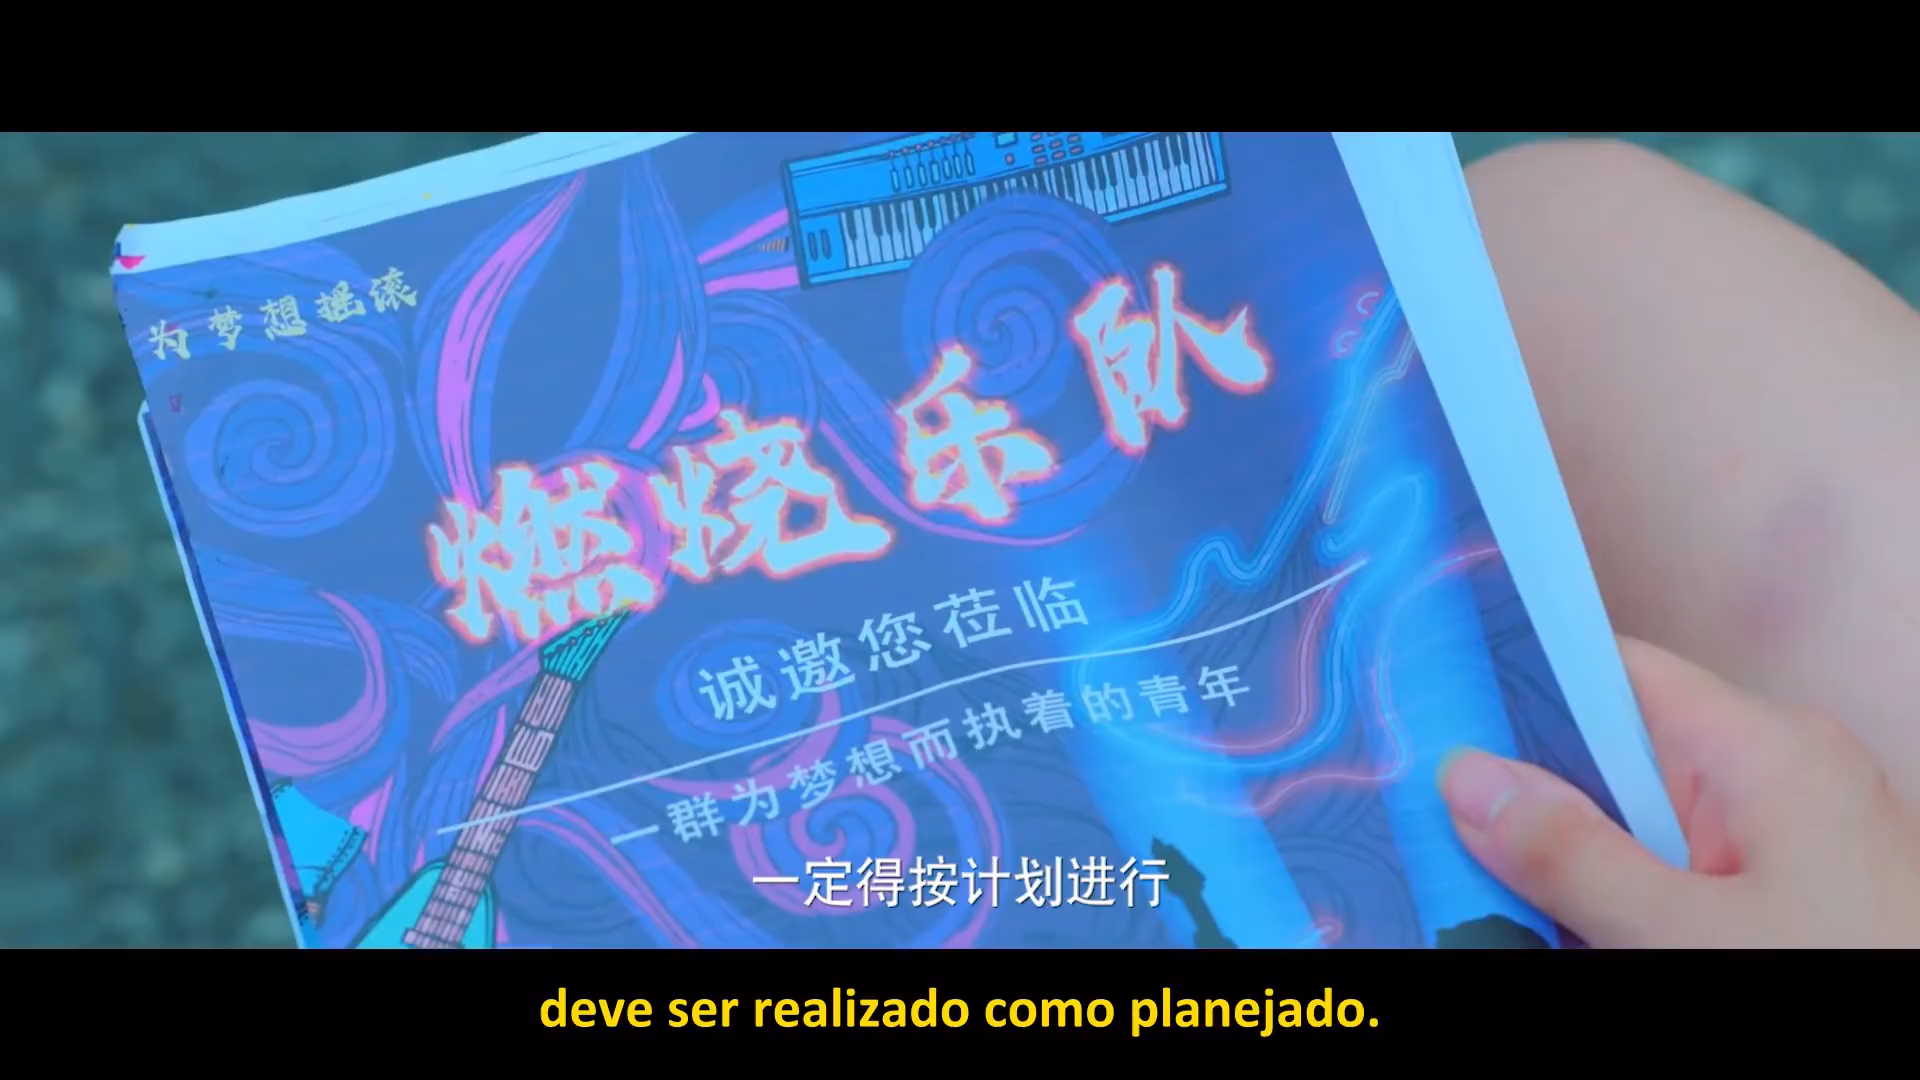 为梦想摇滚
燃烧乐队
诚邀您莅临
一群为梦想而执着的青年
一定得按计划进行
deve ser realizado como planejado.